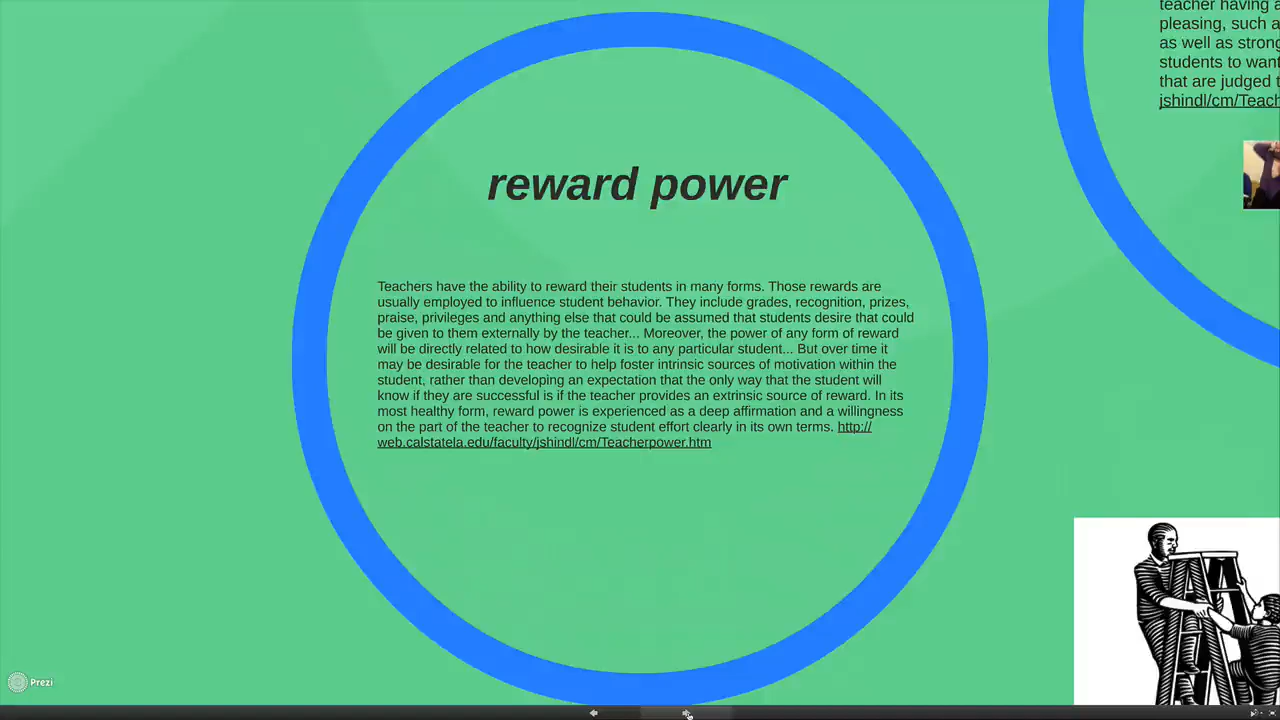 teacher having a
pleasing, such a
as well as strong
students to want
that are judged t
jshindl/cm/Teach
reward power
Teachers have the ability to reward their students in many forms. Those rewards are
usually employed to influence student behavior. They include grades, recognition, prizes,
praise, privileges and anything else that could be assumed that students desire that could
be given to them externally by the teacher... Moreover, the power of any form of reward
will be directly related to how desirable it is to any particular student... But over time it
may be desirable for the teacher to help foster intrinsic sources of motivation within the
student, rather than developing an expectation that the only way that the student will
know if they are successful is if the teacher provides an extrinsic source of reward. In its
most healthy form, reward power is experienced as a deep affirmation and a willingness
on the part of the teacher to recognize student effort clearly in its own terms. http://
web.calstatela.edu/faculty/jshindl/cm/Teacherpower.htm
Prezi